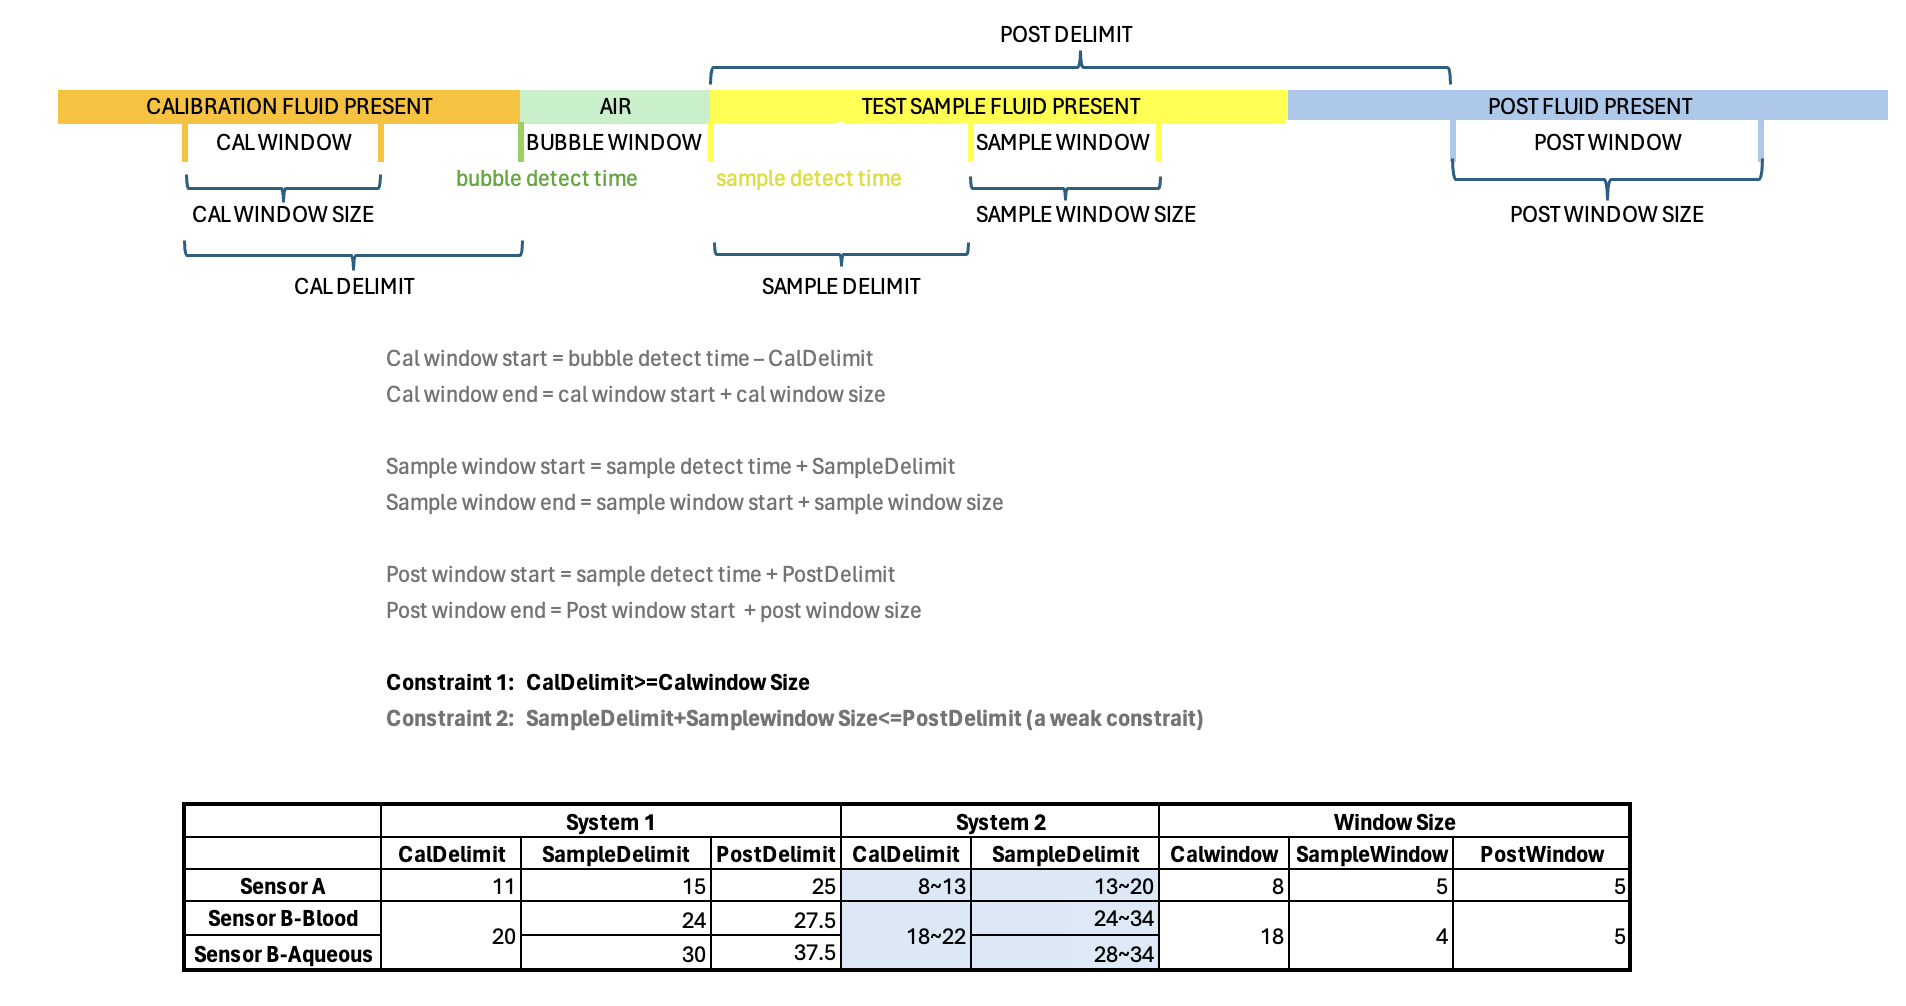 POST DELIMIT
CALIBRATION FLUID PRESENT AIR TEST SAMPLE FLUID PRESENT POST FLUID PRESENT
CAL WINDOW BUBBLE WINDOW SAMPLE WINDOW POST WINDOW
bubble detect time sample detect time
CAL WINDOW SIZE SAMPLE WINDOW SIZE POST WINDOW SIZE
CAL DELIMIT SAMPLE DELIMIT
Cal window start = bubble detect time – CalDelimit
Cal window end = cal window start + cal window size
Sample window start = sample detect time + SampleDelimit
Sample window end = sample window start + sample window size
Post window start = sample detect time + PostDelimit
Post window end = Post window start + post window size
Constraint 1: CalDelimit>=Calwindow Size
Constraint 2: SampleDelimit+Samplewindow Size<=PostDelimit (a weak constrait)
System 1 System 2 Window Size
CalDelimit SampleDelimit PostDelimit CalDelimit SampleDelimit Calwindow SampleWindow PostWindow
Sensor A 11 15 25 8~13 13~20 8 5 5
Sensor B-Blood 20 24 27.5 18~22 24~34 18 4 5
Sensor B-Aqueous 30 37.5 28~34